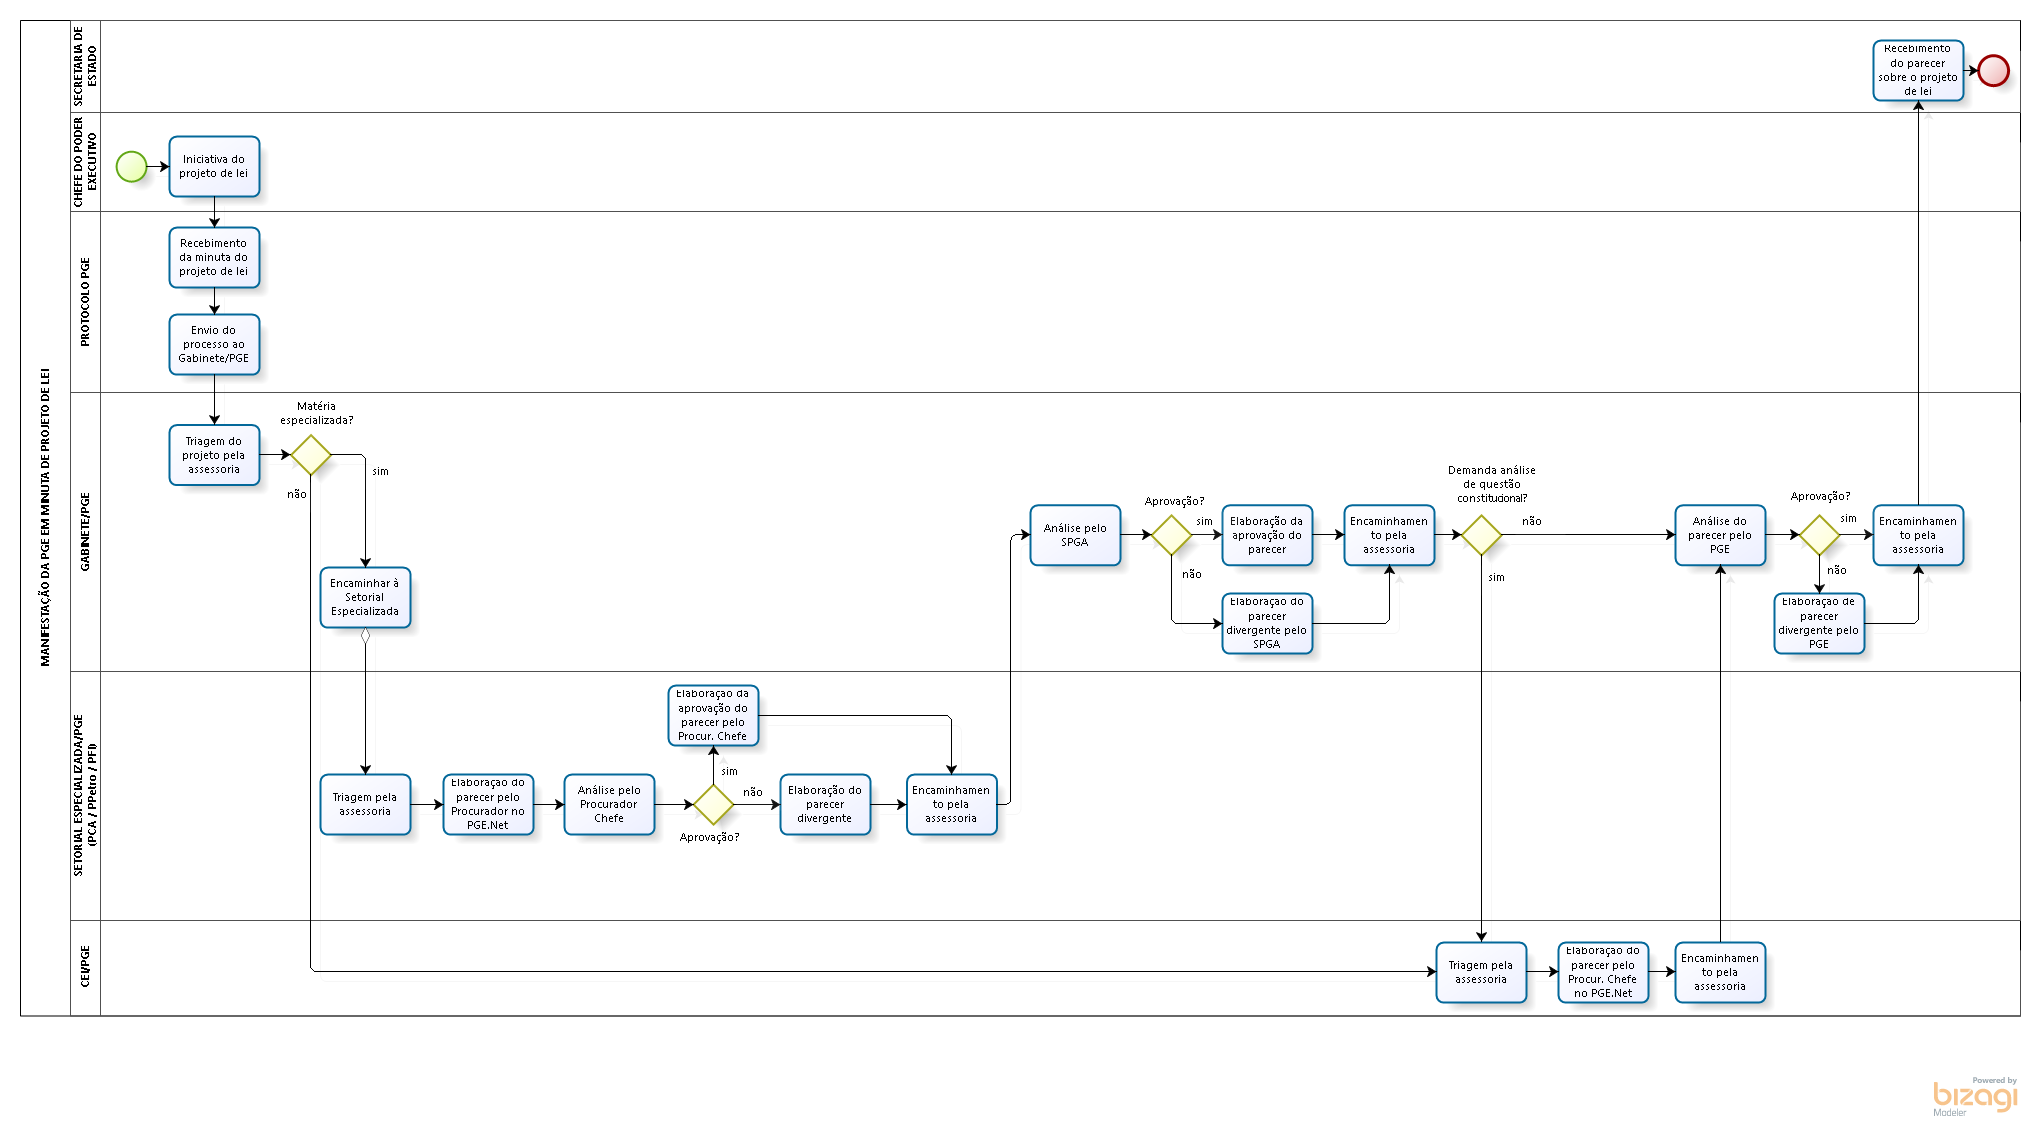 MANIFESTAÇÃO DA PGE EM MINUTA DE PROJETO DE LEI
SECRETARIA DE
ESTADO
Recebimento
do parecer
sobre o projeto
de lei
CHEFE DO PODER
EXECUTIVO
Iniciativa do
projeto de lei
PROTOCOLO PGE
Recebimento
da minuta do
projeto de lei
Envio do
processo ao
Gabinete/PGE
GABINETE/PGE
Triagem do
projeto pela
assessoria
Matéria
especializada?
sim
não
Encaminhar à
Setorial
Especializada
Análise pelo
SPGA
Aprovação?
sim
não
Elaboração da
aprovação do
parecer
Elaboração do
parecer
divergente pelo
SPGA
Encaminhamen
to pela
assessoria
Demanda análise
de questão
constitucional?
não
sim
Análise do
parecer pelo
PGE
Aprovação?
sim
não
Elaboração de
parecer
divergente pelo
PGE
Encaminhamen
to pela
assessoria
SETORIAL ESPECIALIZADA/PGE
(PCA / PPetro / PFI)
Triagem pela
assessoria
Elaboração do
parecer pelo
Procurador no
PGE.Net
Análise pelo
Procurador
Chefe
Aprovação?
sim
não
Elaboração da
aprovação do
parecer pelo
Procur. Chefe
Elaboração do
parecer
divergente
Encaminhamen
to pela
assessoria
CEI/PGE
Triagem pela
assessoria
Elaboração do
parecer pelo
Procur. Chefe
no PGE.Net
Encaminhamen
to pela
assessoria
Powered by
bizagi
Modeler